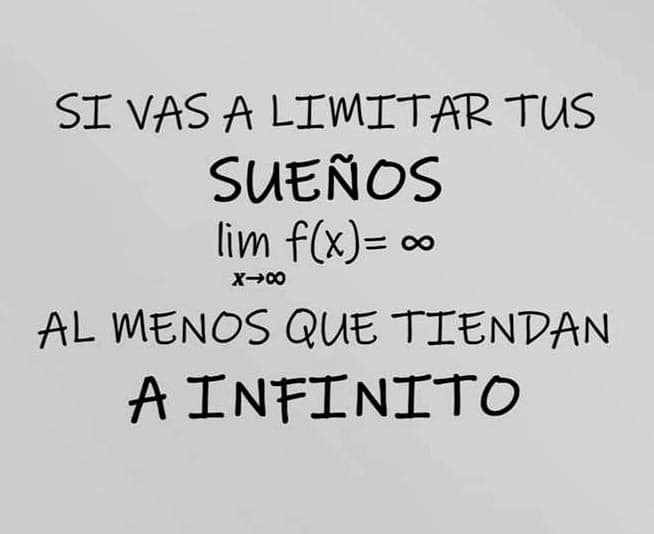 SI VAS A LIMITAR TUS
SUEÑOS
lim f(x)= ∞
x→∞
AL MENOS QUE TIENDAN
A INFINITO